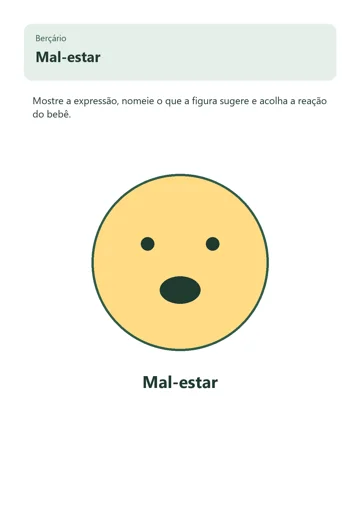 Berçário
Mal-estar
Mostre a expressão, nomeie o que a figura sugere e acolha a reação
do bebê.
Mal-estar